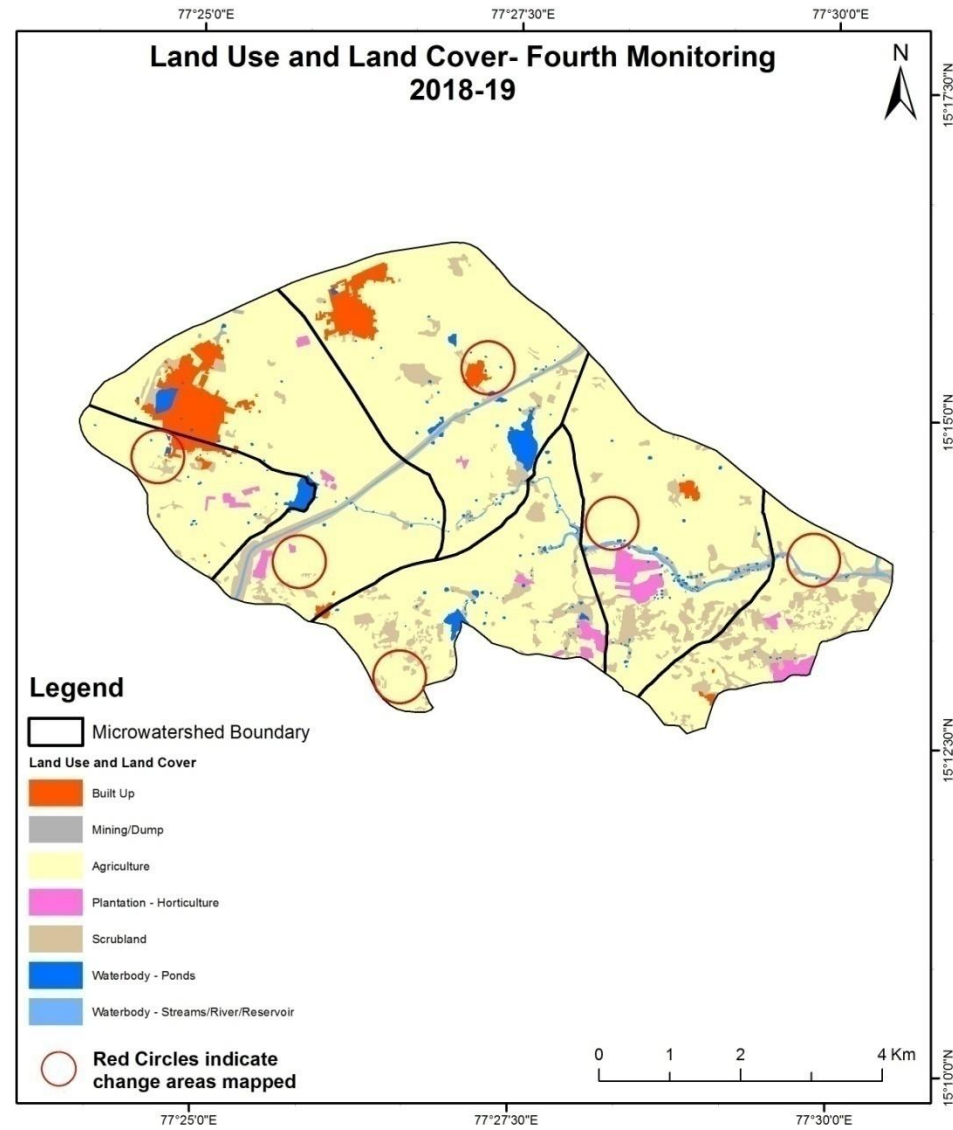 77°25'0"E 77°27'30"E 77°30'0"E
Land Use and Land Cover- Fourth Monitoring
2018-19
N
15°17'30"N
15°15'0"N
15°12'30"N
15°10'0"N
Legend
Microwatershed Boundary
Land Use and Land Cover
Built Up
Mining/Dump
Agriculture
Plantation - Horticulture
Scrubland
Waterbody - Ponds
Waterbody - Streams/River/Reservoir
Red Circles indicate
change areas mapped
0 1 2 4 Km
77°25'0"E 77°27'30"E 77°30'0"E